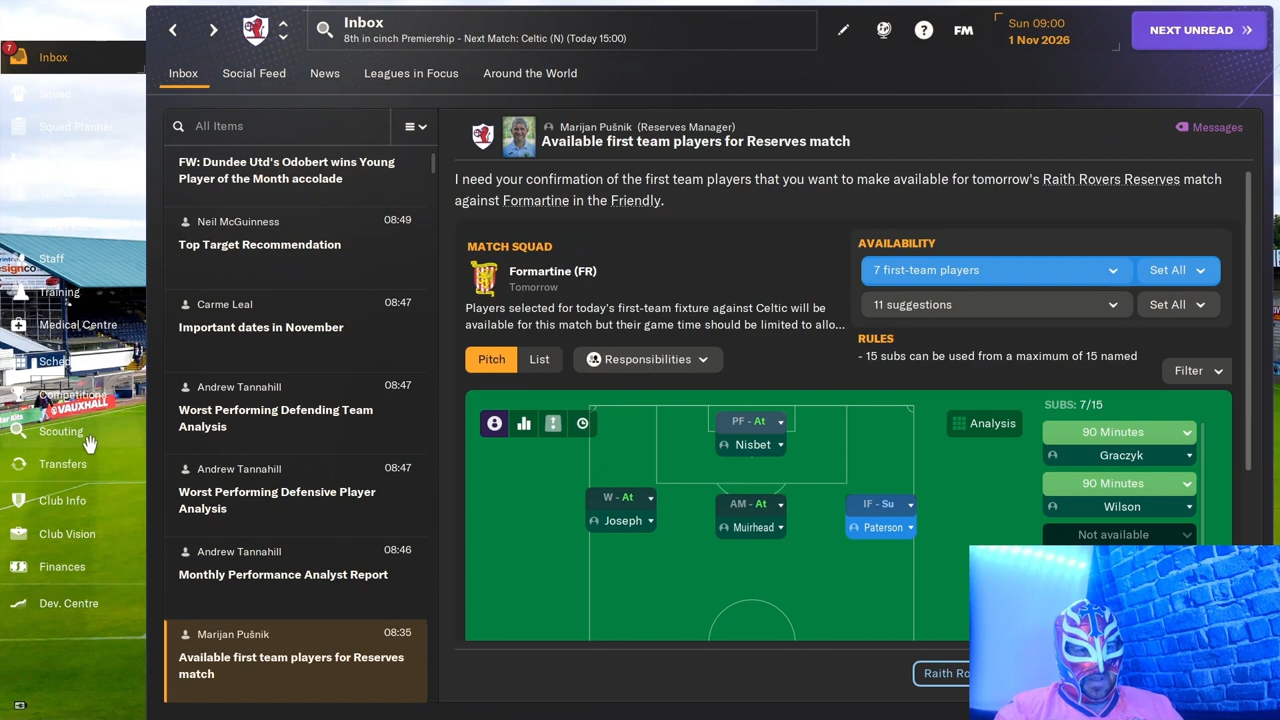 7
Inbox
Squad
Squad Planner
Staff
Training
Medical Centre
Sched
Competitions
Scouting
Transfers
Club Info
Club Vision
Finances
Dev. Centre
VAUXHALL
Inbox
8th in cinch Premiership - Next Match: Celtic (N) (Today 15:00)
FM
Sun 09:00
1 Nov 2026
NEXT UNREAD
Inbox
Social Feed
News
Leagues in Focus
Around the World
All Items
FW: Dundee Utd's Odobert wins Young
Player of the Month accolade
Neil McGuinness 08:49
Top Target Recommendation
Carme Leal 08:47
Important dates in November
Andrew Tannahill 08:47
Worst Performing Defending Team
Analysis
Andrew Tannahill 08:47
Worst Performing Defensive Player
Analysis
Andrew Tannahill 08:46
Monthly Performance Analyst Report
Marijan Pušnik 08:35
Available first team players for Reserves
match
Marijan Pušnik (Reserves Manager)
Available first team players for Reserves match
Messages
I need your confirmation of the first team players that you want to make available for tomorrow's Raith Rovers Reserves match
against Formartine in the Friendly.
MATCH SQUAD
Formartine (FR)
Tomorrow
Players selected for today's first-team fixture against Celtic will be
available for this match but their game time should be limited to allo...
AVAILABILITY
7 first-team players Set All
11 suggestions Set All
RULES
- 15 subs can be used from a maximum of 15 named
Pitch
List
Responsibilities
Filter
PF - At
Nisbet
W - At
Joseph
AM - At
Muirhead
IF - Su
Paterson
Analysis
SUBS: 7/15
90 Minutes
Graczyk
90 Minutes
Wilson
Not available
Raith Ro